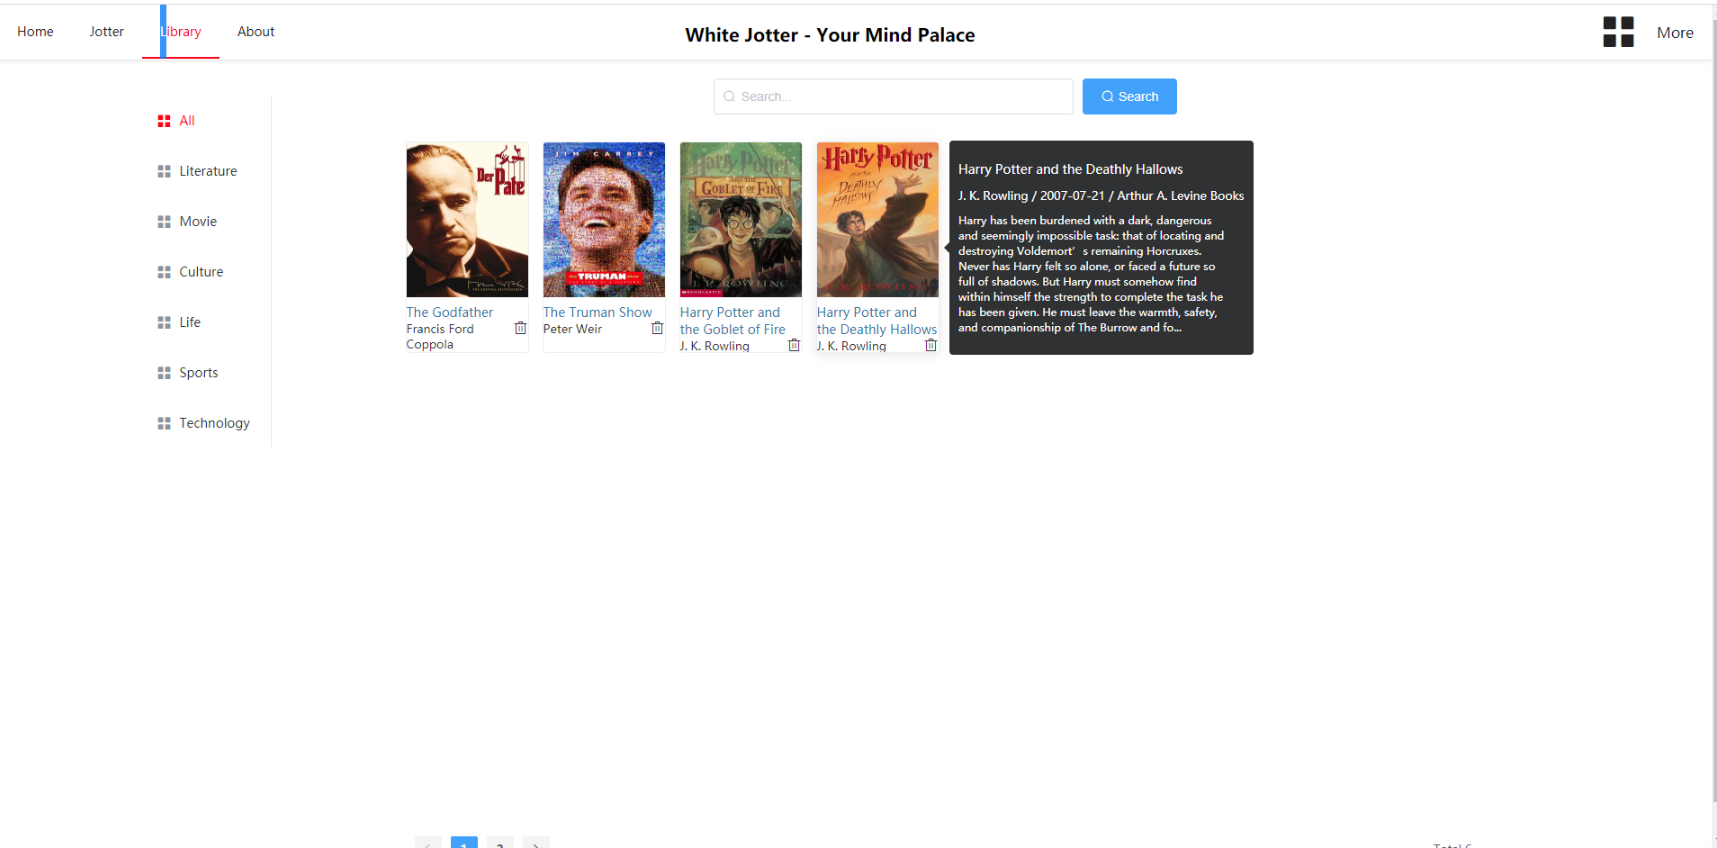 Home
Jotter
Library
About
White Jotter - Your Mind Palace
More
Search...
Search
All
Literature
Movie
Culture
Life
Sports
Technology
Der Pate
JIM CARREY
THE TRUMAN
Harry Potter
AND THE
GOBLET OF FIRE
J. K. ROWLING
SCHOLASTIC
Harry Potter
AND THE
DEATHLY
HALLOWS
J. K. ROWLING
The Godfather
Francis Ford
Coppola
The Truman Show
Peter Weir
Harry Potter and
the Goblet of Fire
J. K. Rowling
Harry Potter and
the Deathly Hallows
J. K. Rowling
Harry Potter and the Deathly Hallows
J. K. Rowling / 2007-07-21 / Arthur A. Levine Books
Harry has been burdened with a dark, dangerous
and seemingly impossible task: that of locating and
destroying Voldemort’s remaining Horcruxes.
Never has Harry felt so alone, or faced a future so
full of shadows. But Harry must somehow find
within himself the strength to complete the task he
has been given. He must leave the warmth, safety,
and companionship of The Burrow and fo...
1
2
Total 6